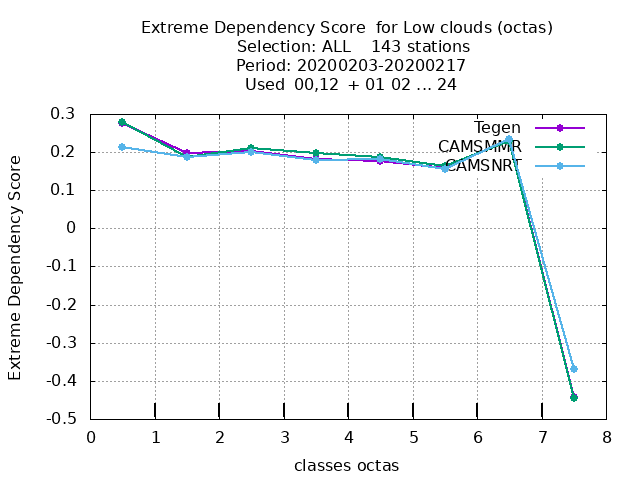 Extreme Dependency Score  for Low clouds (octas)
Selection: ALL    143 stations
Period: 20200203-20200217
Used  00,12  + 01 02 ... 24
Extreme Dependency Score
0.3
0.2
0.1
0
-0.1
-0.2
-0.3
-0.4
-0.5
Tegen
CAMSMMR
CAMSNRT
0 1 2 3 4 5 6 7 8
classes octas